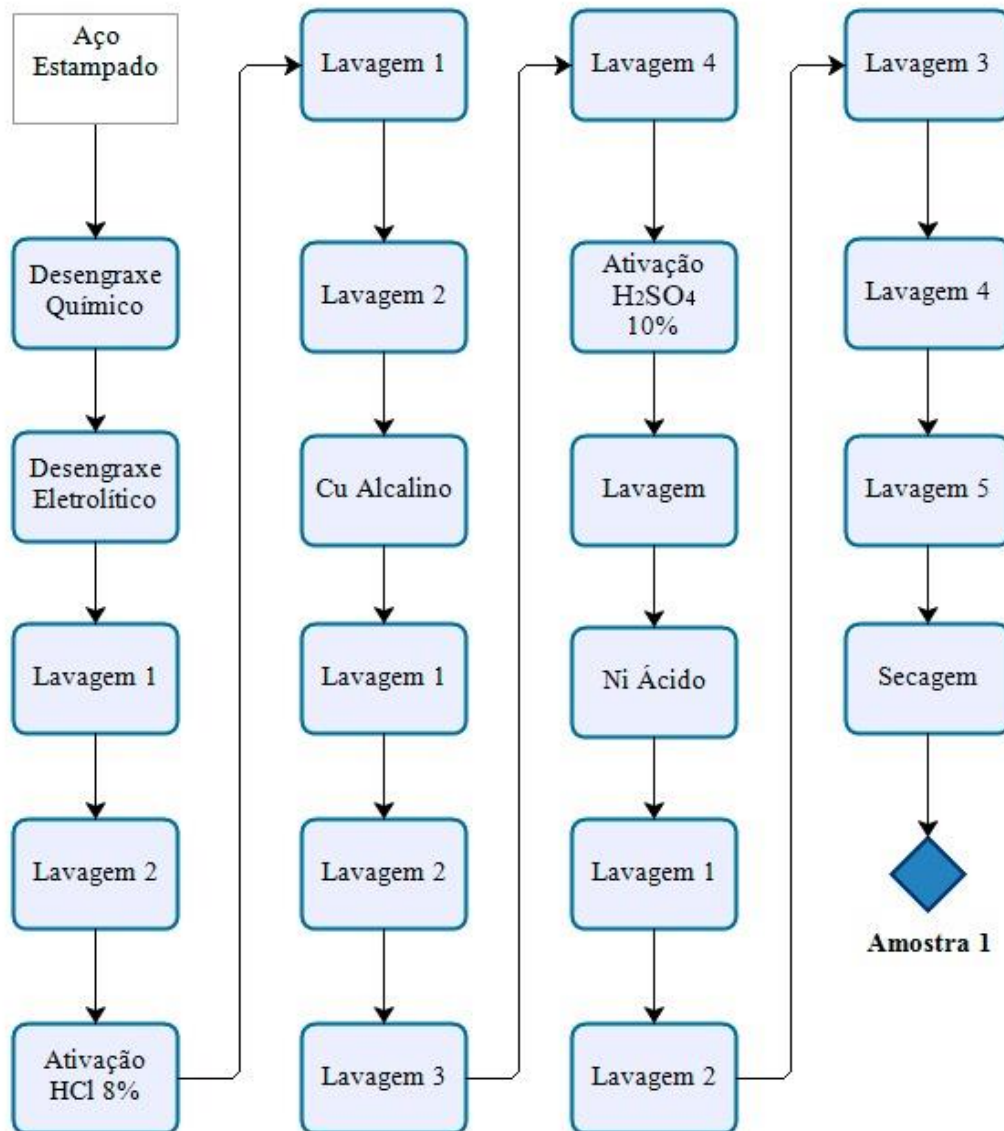 Aço
Estampado
Desengraxe
Químico
Desengraxe
Eletrolítico
Lavagem 1
Lavagem 2
Ativação
HCl 8%
Lavagem 1
Lavagem 2
Cu Alcalino
Lavagem 1
Lavagem 2
Lavagem 3
Lavagem 4
Ativação
H₂SO₄
10%
Lavagem
Ni Ácido
Lavagem 1
Lavagem 2
Lavagem 3
Lavagem 4
Lavagem 5
Secagem
Amostra 1